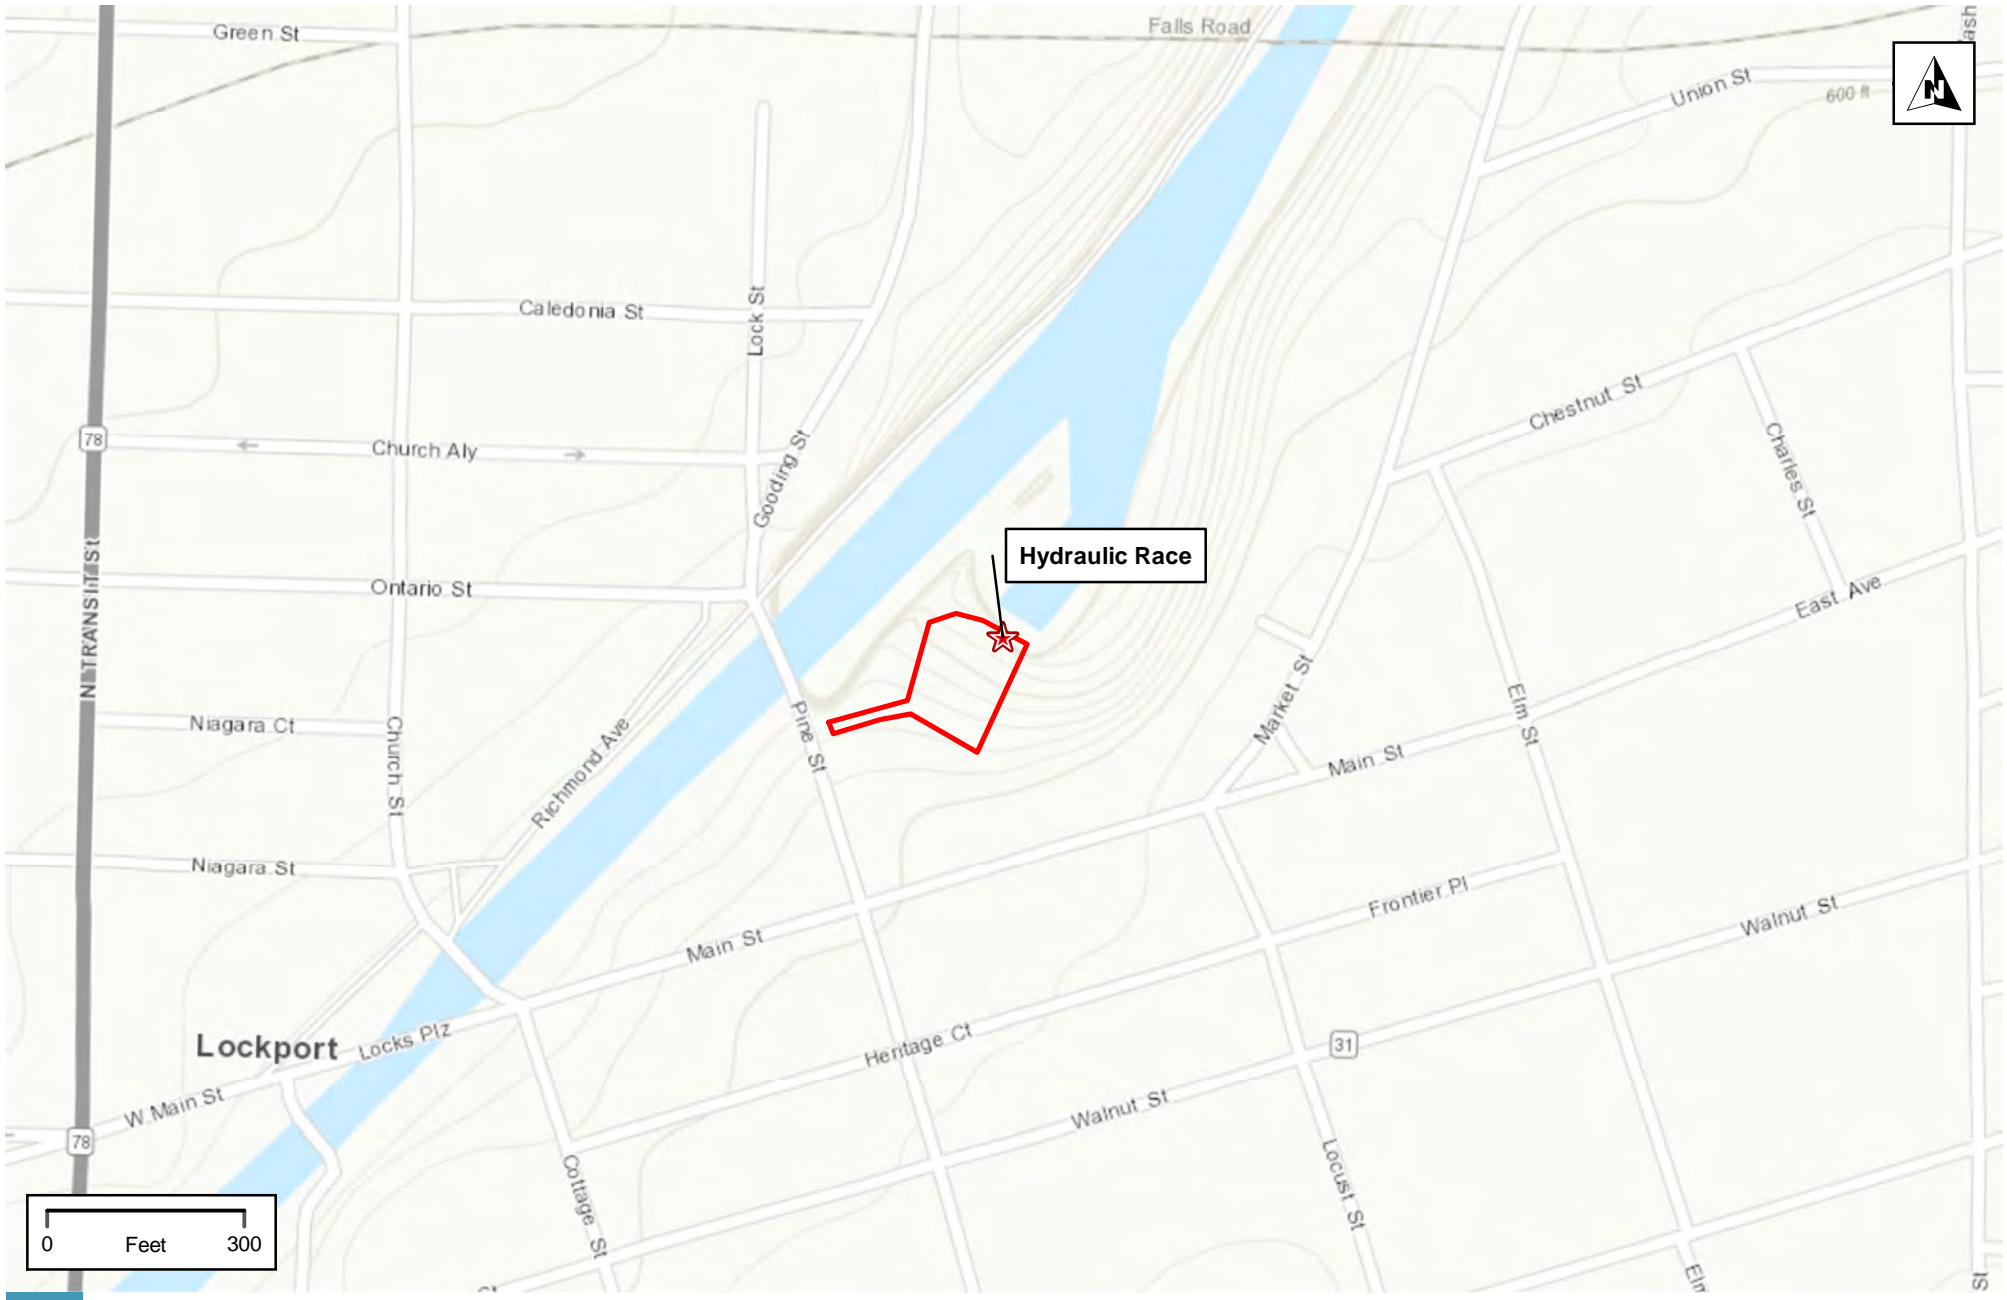 Green St
Falls Road
Union St
600 ft
N
Caledonia St
Lock St
78
Church Aly
Gooding St
Chestnut St
Charles St
Hydraulic Race
N TRANSIT St
Ontario St
East Ave
Market St
Elm St
Niagara Ct
Church St
Richmond Ave
Pine St
Main St
Niagara St
Frontier Pl
Walnut St
Main St
Lockport
Locks Plz
Heritage Ct
31
W Main St
Walnut St
78
Cottage St
Locust St
0 Feet 300
St